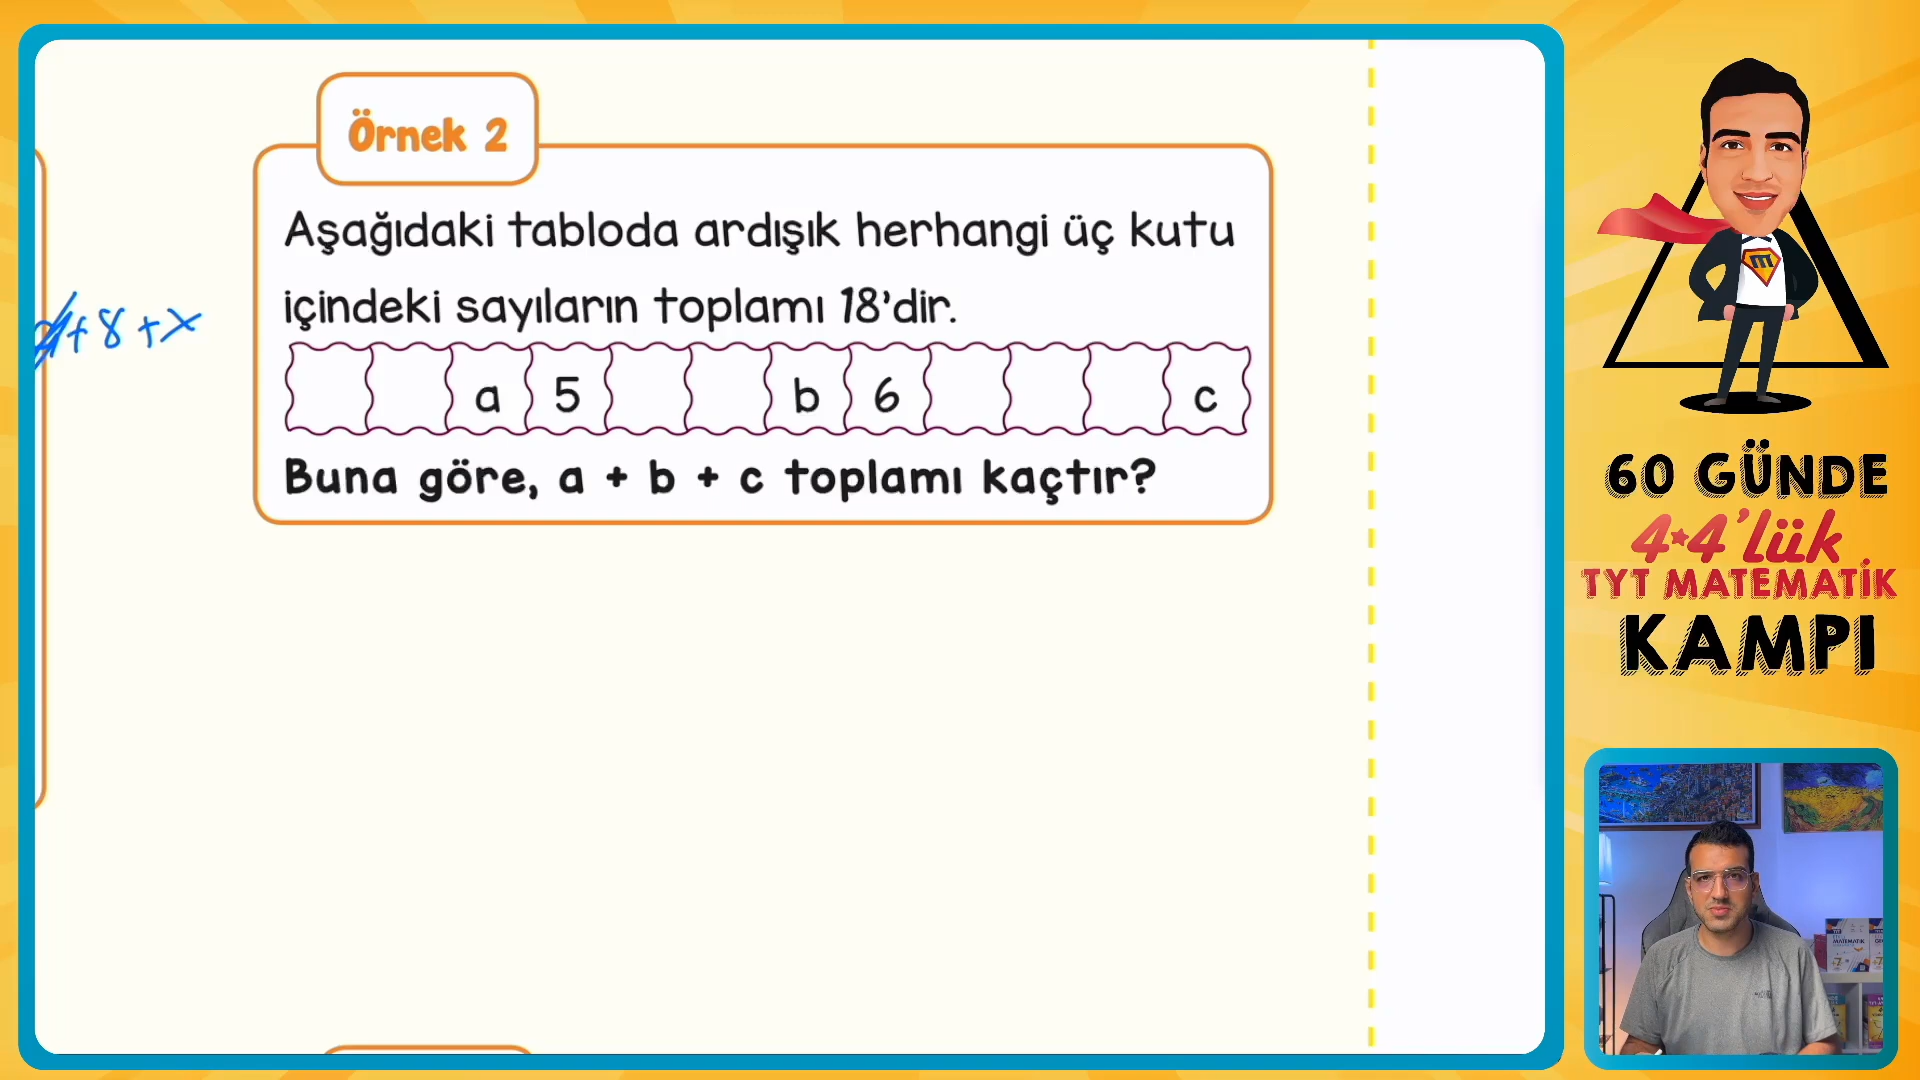 Örnek 2
Aşağıdaki tabloda ardışık herhangi üç kutu
içindeki sayıların toplamı 18'dir.
a 5 b 6 c
Buna göre, a + b + c toplamı kaçtır?
+8+x
m
60 GÜNDE
4★4'lük
TYT MATEMATİK
KAMPI
MATEMATİK